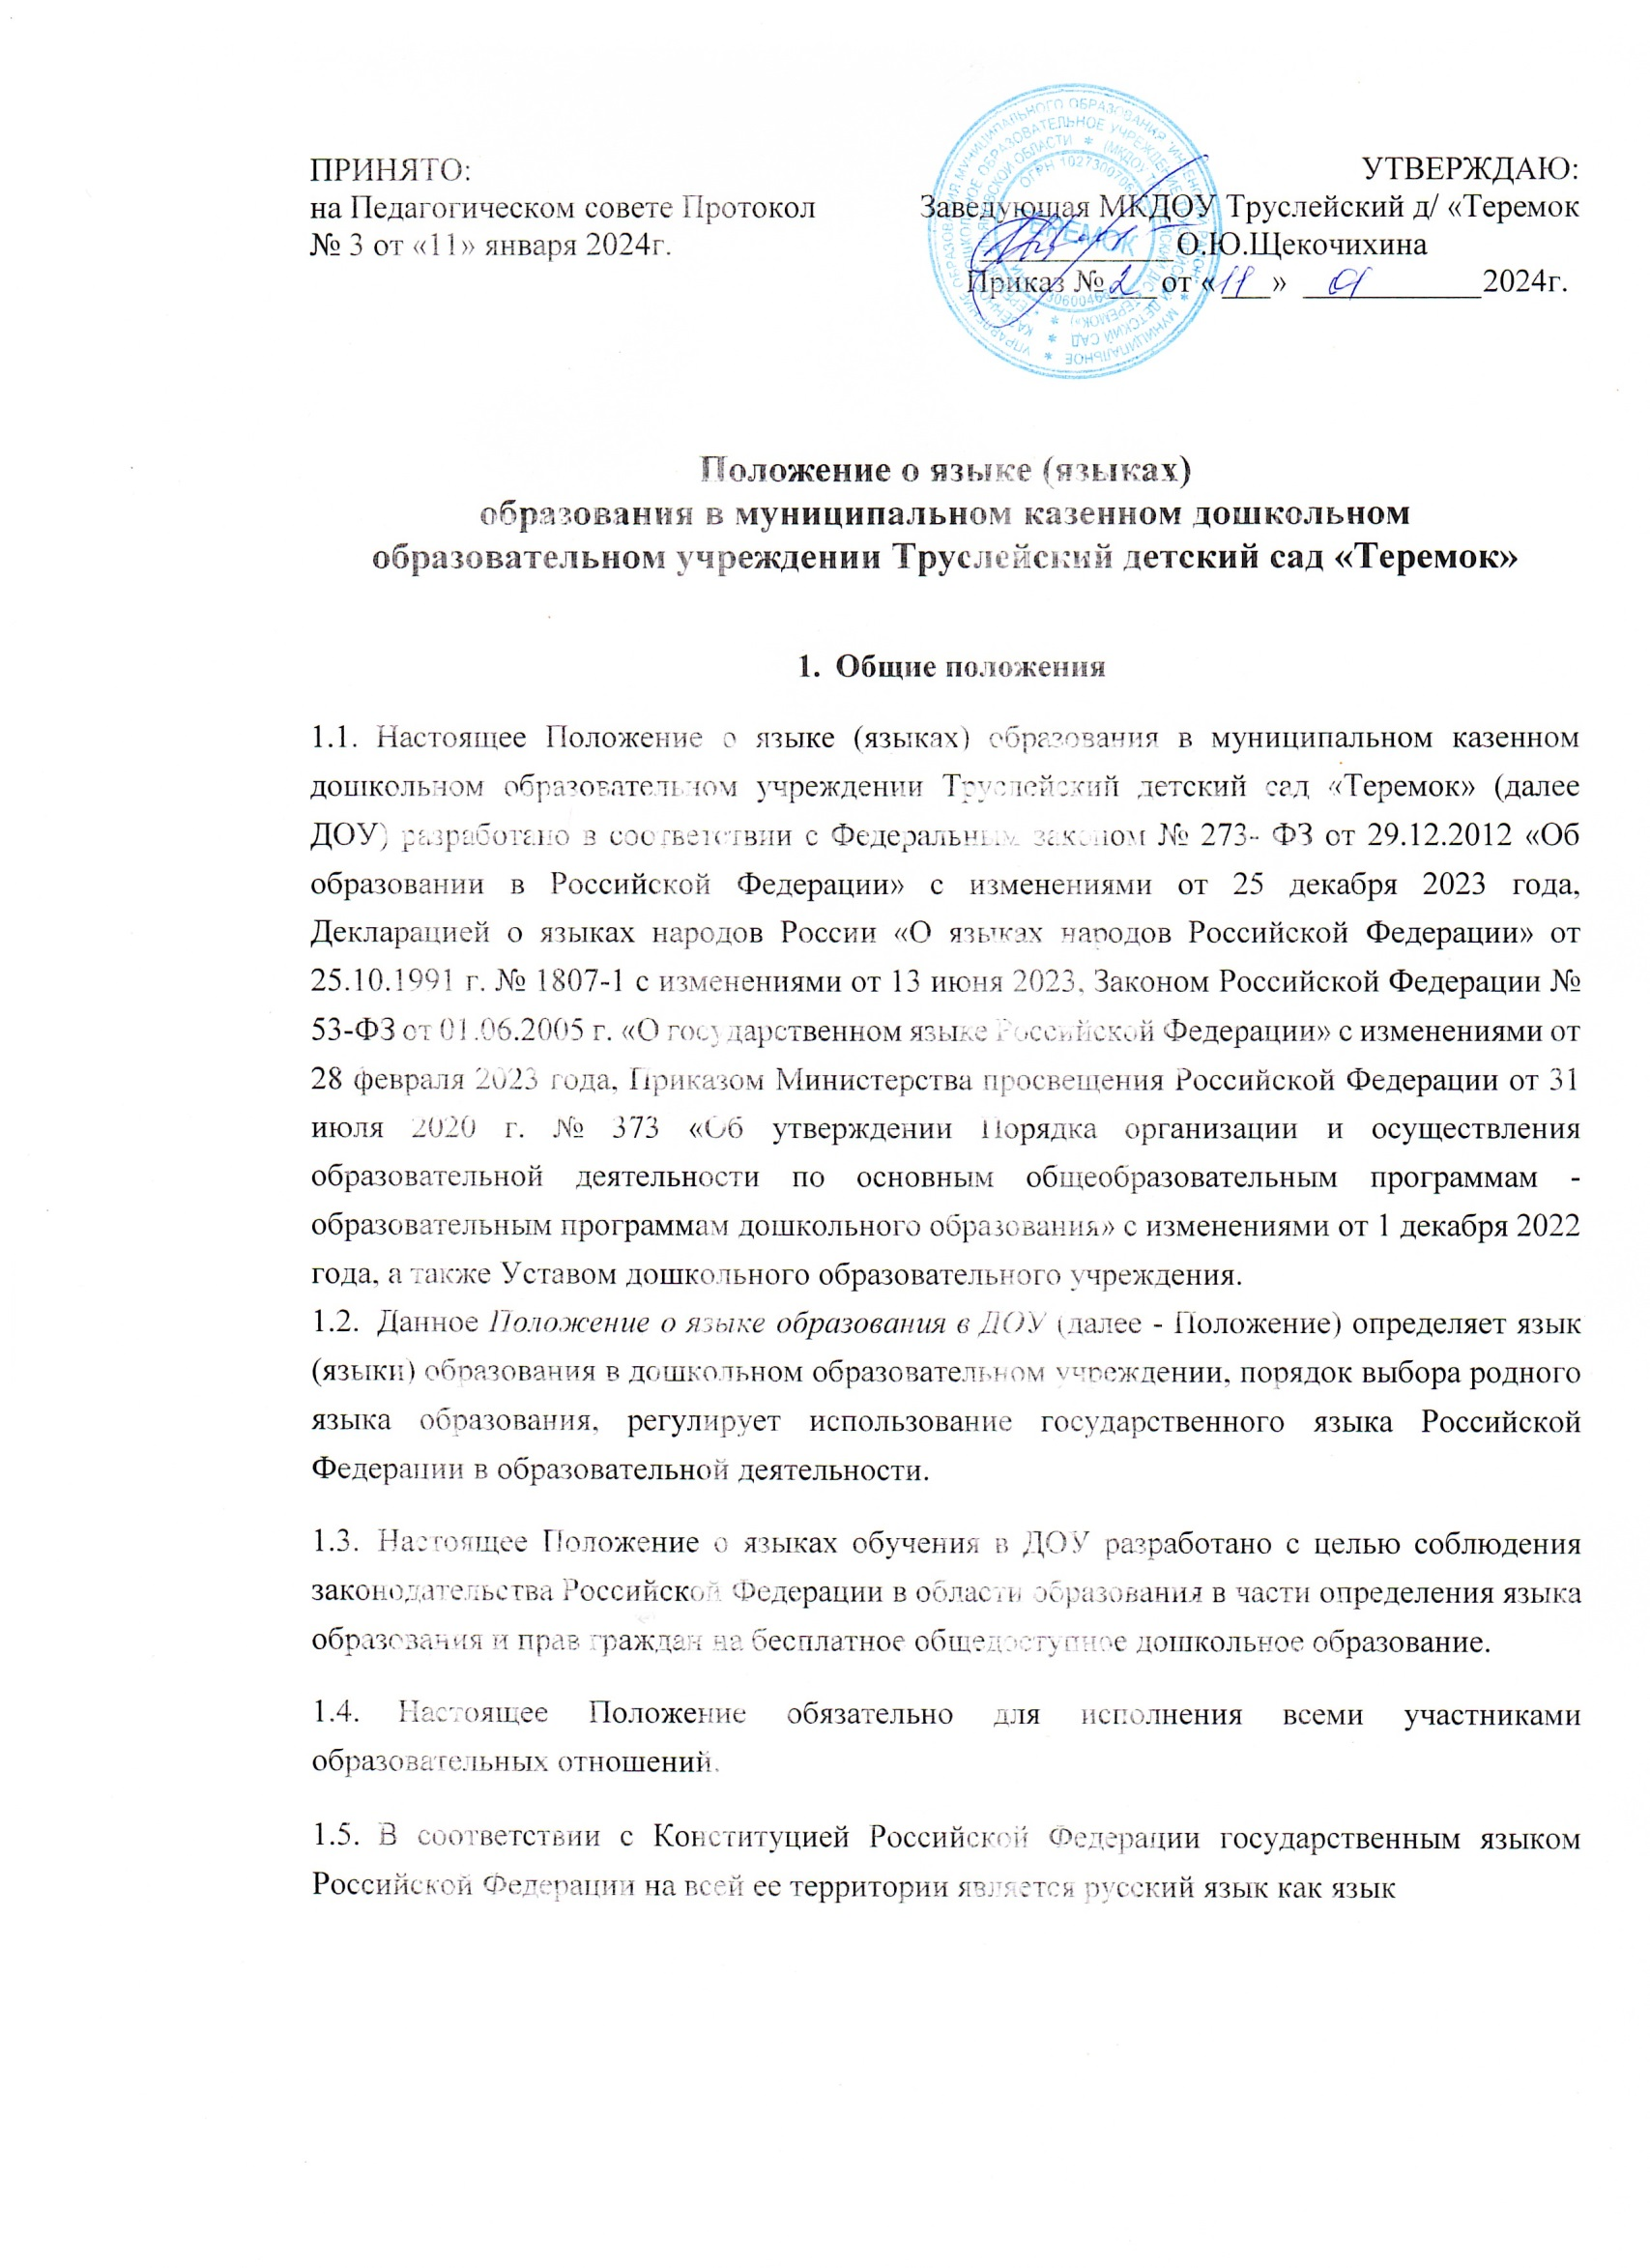 ПРИНЯТО:
на Педагогическом совете Протокол
№ 3 от «11» января 2024г.
УТВЕРЖДАЮ:
Заведующая МКДОУ Труслейский д/ «Теремок
____________О.Ю.Щекочихина
Приказ № 2 от «11» 01 2024г.
ТЕРЕМОК
Положение о языке (языках)
образования в муниципальном казенном дошкольном
образовательном учреждении Труслейский детский сад «Теремок»
1. Общие положения
1.1. Настоящее Положение о языке (языках) образования в муниципальном казенном
дошкольном образовательном учреждении Труслейский детский сад «Теремок» (далее
ДОУ) разработано в соответствии с Федеральным законом № 273- ФЗ от 29.12.2012 «Об
образовании в Российской Федерации» с изменениями от 25 декабря 2023 года,
Декларацией о языках народов России «О языках народов Российской Федерации» от
25.10.1991 г. № 1807-1 с изменениями от 13 июня 2023, Законом Российской Федерации №
53-ФЗ от 01.06.2005 г. «О государственном языке Российской Федерации» с изменениями от
28 февраля 2023 года, Приказом Министерства просвещения Российской Федерации от 31
июля 2020 г. № 373 «Об утверждении Порядка организации и осуществления
образовательной деятельности по основным общеобразовательным программам -
образовательным программам дошкольного образования» с изменениями от 1 декабря 2022
года, а также Уставом дошкольного образовательного учреждения.
1.2. Данное Положение о языке образования в ДОУ (далее - Положение) определяет язык
(языки) образования в дошкольном образовательном учреждении, порядок выбора родного
языка образования, регулирует использование государственного языка Российской
Федерации в образовательной деятельности.
1.3. Настоящее Положение о языках обучения в ДОУ разработано с целью соблюдения
законодательства Российской Федерации в области образования в части определения языка
образования и прав граждан на бесплатное общедоступное дошкольное образование.
1.4. Настоящее Положение обязательно для исполнения всеми участниками
образовательных отношений.
1.5. В соответствии с Конституцией Российской Федерации государственным языком
Российской Федерации на всей ее территории является русский язык как язык